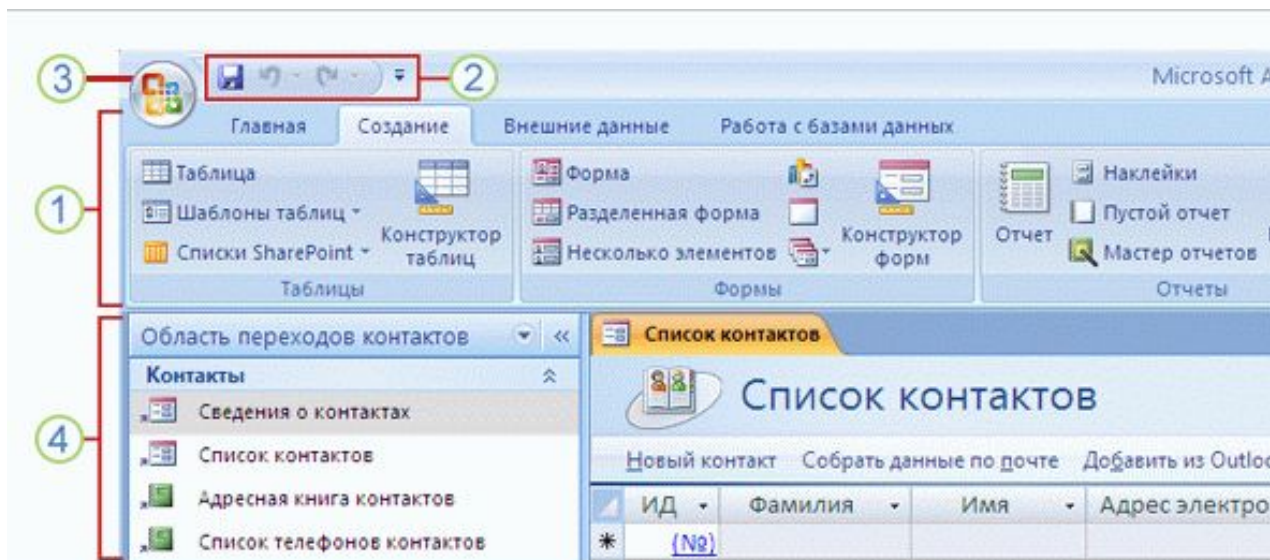 3
2
Microsoft A
Главная Создание Внешние данные Работа с базами данных
1
Таблица
Шаблоны таблиц
Списки SharePoint
Конструктор таблиц
Таблицы
Форма
Разделенная форма
Несколько элементов
Конструктор форм
Формы
Отчет
Наклейки
Пустой отчет
Мастер отчетов
Отчеты
4
Область переходов контактов
Контакты
Сведения о контактах
Список контактов
Адресная книга контактов
Список телефонов контактов
Список контактов
Список контактов
Новый контакт Собрать данные по почте Добавить из Outloo
ИД Фамилия Имя Адрес электро
* (№)